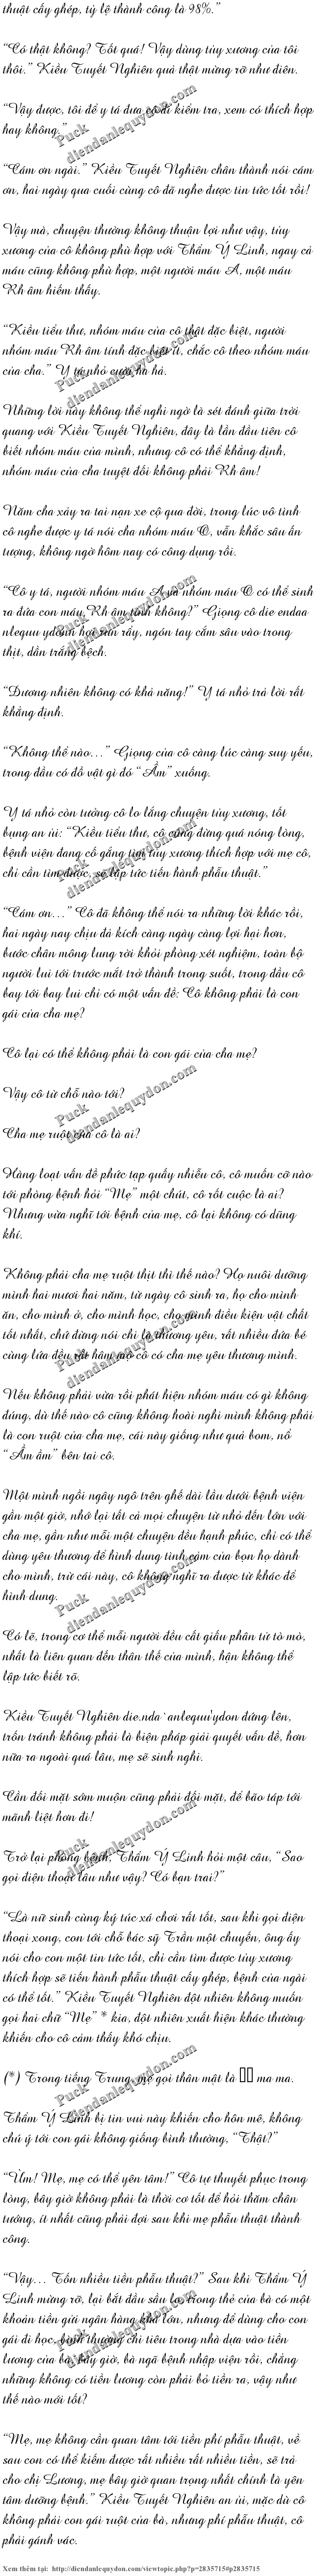 thuật cấy ghép, tỷ lệ thành công là 98%.”
“Có thật không? Tốt quá! Vậy dùng tủy xương của tôi
thôi.” Kiều Tuyết Nghiên quả thật mừng rỡ như điên.
“Vậy được, tôi để y tá đưa cô đi kiểm tra, xem có thích hợp
hay không.”
“Cám ơn ngài.” Kiều Tuyết Nghiên chân thành nói cám
ơn, hai ngày qua cuối cùng cô đã nghe được tin tức tốt rồi!
Vậy mà, chuyện thường không thuận lợi như vậy, tủy
xương của cô không phù hợp với Thẩm Ý Linh, ngay cả
máu cũng không phù hợp, một người máu A, một máu
Rh âm hiếm thấy.
“Kiều tiểu thư, nhóm máu của cô thật đặc biệt, người
nhóm máu Rh âm tính đặc biệt ít, chắc cô theo nhóm máu
của cha.” Y tá nhỏ cười ha hả.
Những lời này không thể nghi ngờ là sét đánh giữa trời
quang với Kiều Tuyết Nghiên, đây là lần đầu tiên cô
biết nhóm máu của mình, nhưng cô có thể khẳng định,
nhóm máu của cha tuyệt đối không phải Rh âm!
Năm cha xảy ra tai nạn xe cộ qua đời, trong lúc vô tình
cô nghe được y tá nói cha nhóm máu O, vẫn khắc sâu ấn
tượng, không ngờ hôm nay có công dụng rồi.
“Cô y tá, người nhóm máu A và nhóm máu O có thể sinh
ra đứa con máu Rh âm tính không?” Giọng cô die endaa
nlequu ydonn hơi run rẩy, ngón tay cắm sâu vào trong
thịt, dần trắng bệch.
“Đương nhiên không có khả năng!” Y tá nhỏ trả lời rất
khẳng định.
“Không thể nào...” Giọng của cô càng lúc càng suy yếu,
trong đầu có đồ vật gì đó “Ầm” xuống.
Y tá nhỏ còn tưởng cô lo lắng chuyện tủy xương, tốt
bụng an ủi: “Kiều tiểu thư, cô cũng đừng quá nóng lòng,
bệnh viện đang cố gắng tìm tủy xương thích hợp với mẹ cô,
chỉ cần tìm được, sẽ lập tức tiến hành phẫu thuật.”
“Cám ơn...” Cô đã không thể nói ra những lời khác rồi,
hai ngày nay chịu đả kích càng ngày càng lợi hại hơn,
bước chân mông lung rời khỏi phòng xét nghiệm, toàn bộ
người lui tới trước mắt trở thành trong suốt, trong đầu cô
bay tới bay lui chỉ có một vấn đề: Cô không phải là con
gái của cha mẹ?
Cô lại có thể không phải là con gái của cha mẹ?
Vậy cô từ chỗ nào tới?
Cha mẹ ruột của cô là ai?
Hàng loạt vấn đề phức tạp quấy nhiễu cô, cô muốn cỡ nào
tới phòng bệnh hỏi “Mẹ” một chút, cô rốt cuộc là ai?
Nhưng vừa nghĩ tới bệnh của mẹ, cô lại không có dũng
khí.
Không phải cha mẹ ruột thịt thì thế nào? Họ nuôi dưỡng
mình hai mươi hai năm, từ ngày cô sinh ra, họ cho mình
ăn, cho mình ở, cho mình học, cho mình điều kiện vật chất
tốt nhất, chứ đừng nói chi là thương yêu, rất nhiều đứa bé
cùng lứa đều rất hâm mộ cô có cha mẹ yêu thương mình.
Nếu không phải vừa rồi phát hiện nhóm máu có gì không
đúng, dù thế nào cô cũng không hoài nghi mình không phải
là con ruột của cha mẹ, cái này giống như quả bom, nổ
“Ầm ầm” bên tai cô.
Một mình ngồi ngây ngô trên ghế dài lầu dưới bệnh viện
gần một giờ, nhớ lại tất cả mọi chuyện từ nhỏ đến lớn với
cha mẹ, gần như mỗi một chuyện đều hạnh phúc, chỉ có thể
dùng yêu thương để hình dung tình cảm của bọn họ dành
cho mình, trừ cái này, cô không nghĩ ra được từ khác để
hình dung.
Có lẽ, trong cơ thể mỗi người đều cất giấu phân tử tò mò,
nhất là liên quan đến thân thế của mình, hận không thể
lập tức biết rõ.
Kiều Tuyết Nghiên die.nda`anlequu'ydon đứng lên,
trốn tránh không phải là biện pháp giải quyết vấn đề, hơn
nữa ra ngoài quá lâu, mẹ sẽ sinh nghi.
Cần đối mặt sớm muộn cũng phải đối mặt, để bão táp tới
mãnh liệt hơn đi!
Trở lại phòng bệnh, Thẩm Ý Linh hỏi một câu, “Sao
gọi điện thoại lâu như vậy? Có bạn trai?”
“Là nữ sinh cùng ký túc xá chơi rất tốt, sau khi gọi điện
thoại xong, con tới chỗ bác sỹ Trần một chuyến, ông ấy
nói cho con một tin tức tốt, chỉ cần tìm được tủy xương
thích hợp sẽ tiến hành phẫu thuật cấy ghép, bệnh của ngài
có thể tốt.” Kiều Tuyết Nghiên đột nhiên không muốn
gọi hai chữ “Mẹ” * kia, đột nhiên xuất hiện khác thường
khiến cho cô cảm thấy khó chịu.
(*) Trong tiếng Trung, mẹ gọi thân mật là ma ma.
Thẩm Ý Linh bị tin vui này khiến cho hôn mê, không
chú ý tới con gái không giống bình thường, “Thật?”
“Ừm! Mẹ, mẹ có thể yên tâm!” Cô tự thuyết phục trong
lòng, bây giờ không phải là thời cơ tốt để hỏi thăm chân
tướng, ít nhất cũng phải đợi sau khi mẹ phẫu thuật thành
công.
“Vậy... Tốn nhiều tiền phẫu thuật?” Sau khi Thẩm Ý
Linh mừng rỡ, lại bắt đầu sầu lo, trong thẻ của bà có một
khoản tiền gửi ngân hàng khá lớn, nhưng để dùng cho con
gái đi học, bình thường chi tiêu trong nhà dựa vào tiền
lương của bà, bây giờ, bà ngã bệnh nhập viện rồi, chẳng
những không có tiền lương còn phải bỏ tiền ra, vậy như
thế nào mới tốt?
“Mẹ, mẹ không cần quan tâm tới tiền phí phẫu thuật, về
sau con có thể kiếm được rất nhiều rất nhiều tiền, sẽ trả
cho chị Lương, mẹ bây giờ quan trọng nhất chính là yên
tâm dưỡng bệnh.” Kiều Tuyết Nghiên an ủi, mặc dù cô
không phải con gái ruột của bà, nhưng phí phẫu thuật, cô
phải gánh vác.
Xem thêm tại: http://diendanlequydon.com/viewtopic.php?p=2835715#p2835715